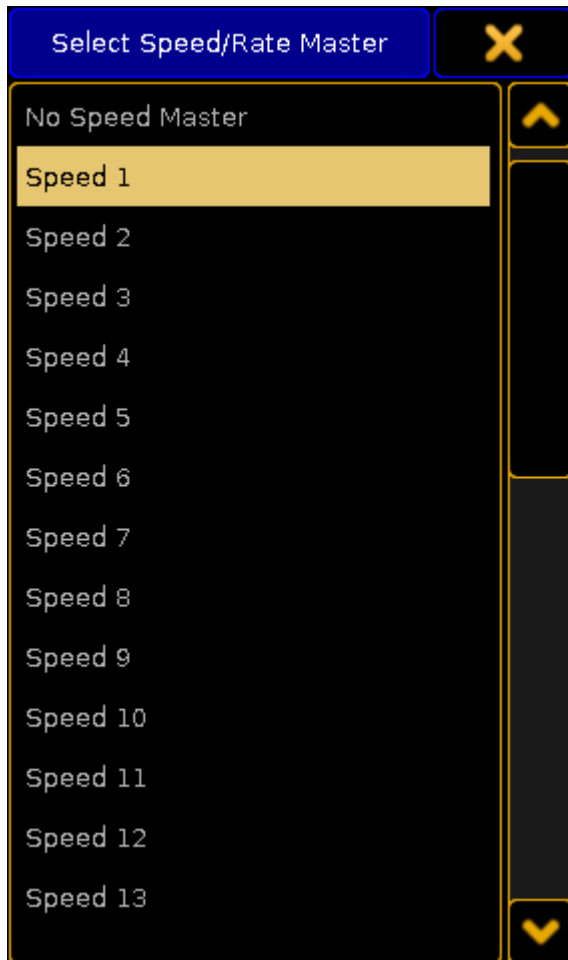 Select Speed/Rate Master
No Speed Master
Speed 1
Speed 2
Speed 3
Speed 4
Speed 5
Speed 6
Speed 7
Speed 8
Speed 9
Speed 10
Speed 11
Speed 12
Speed 13